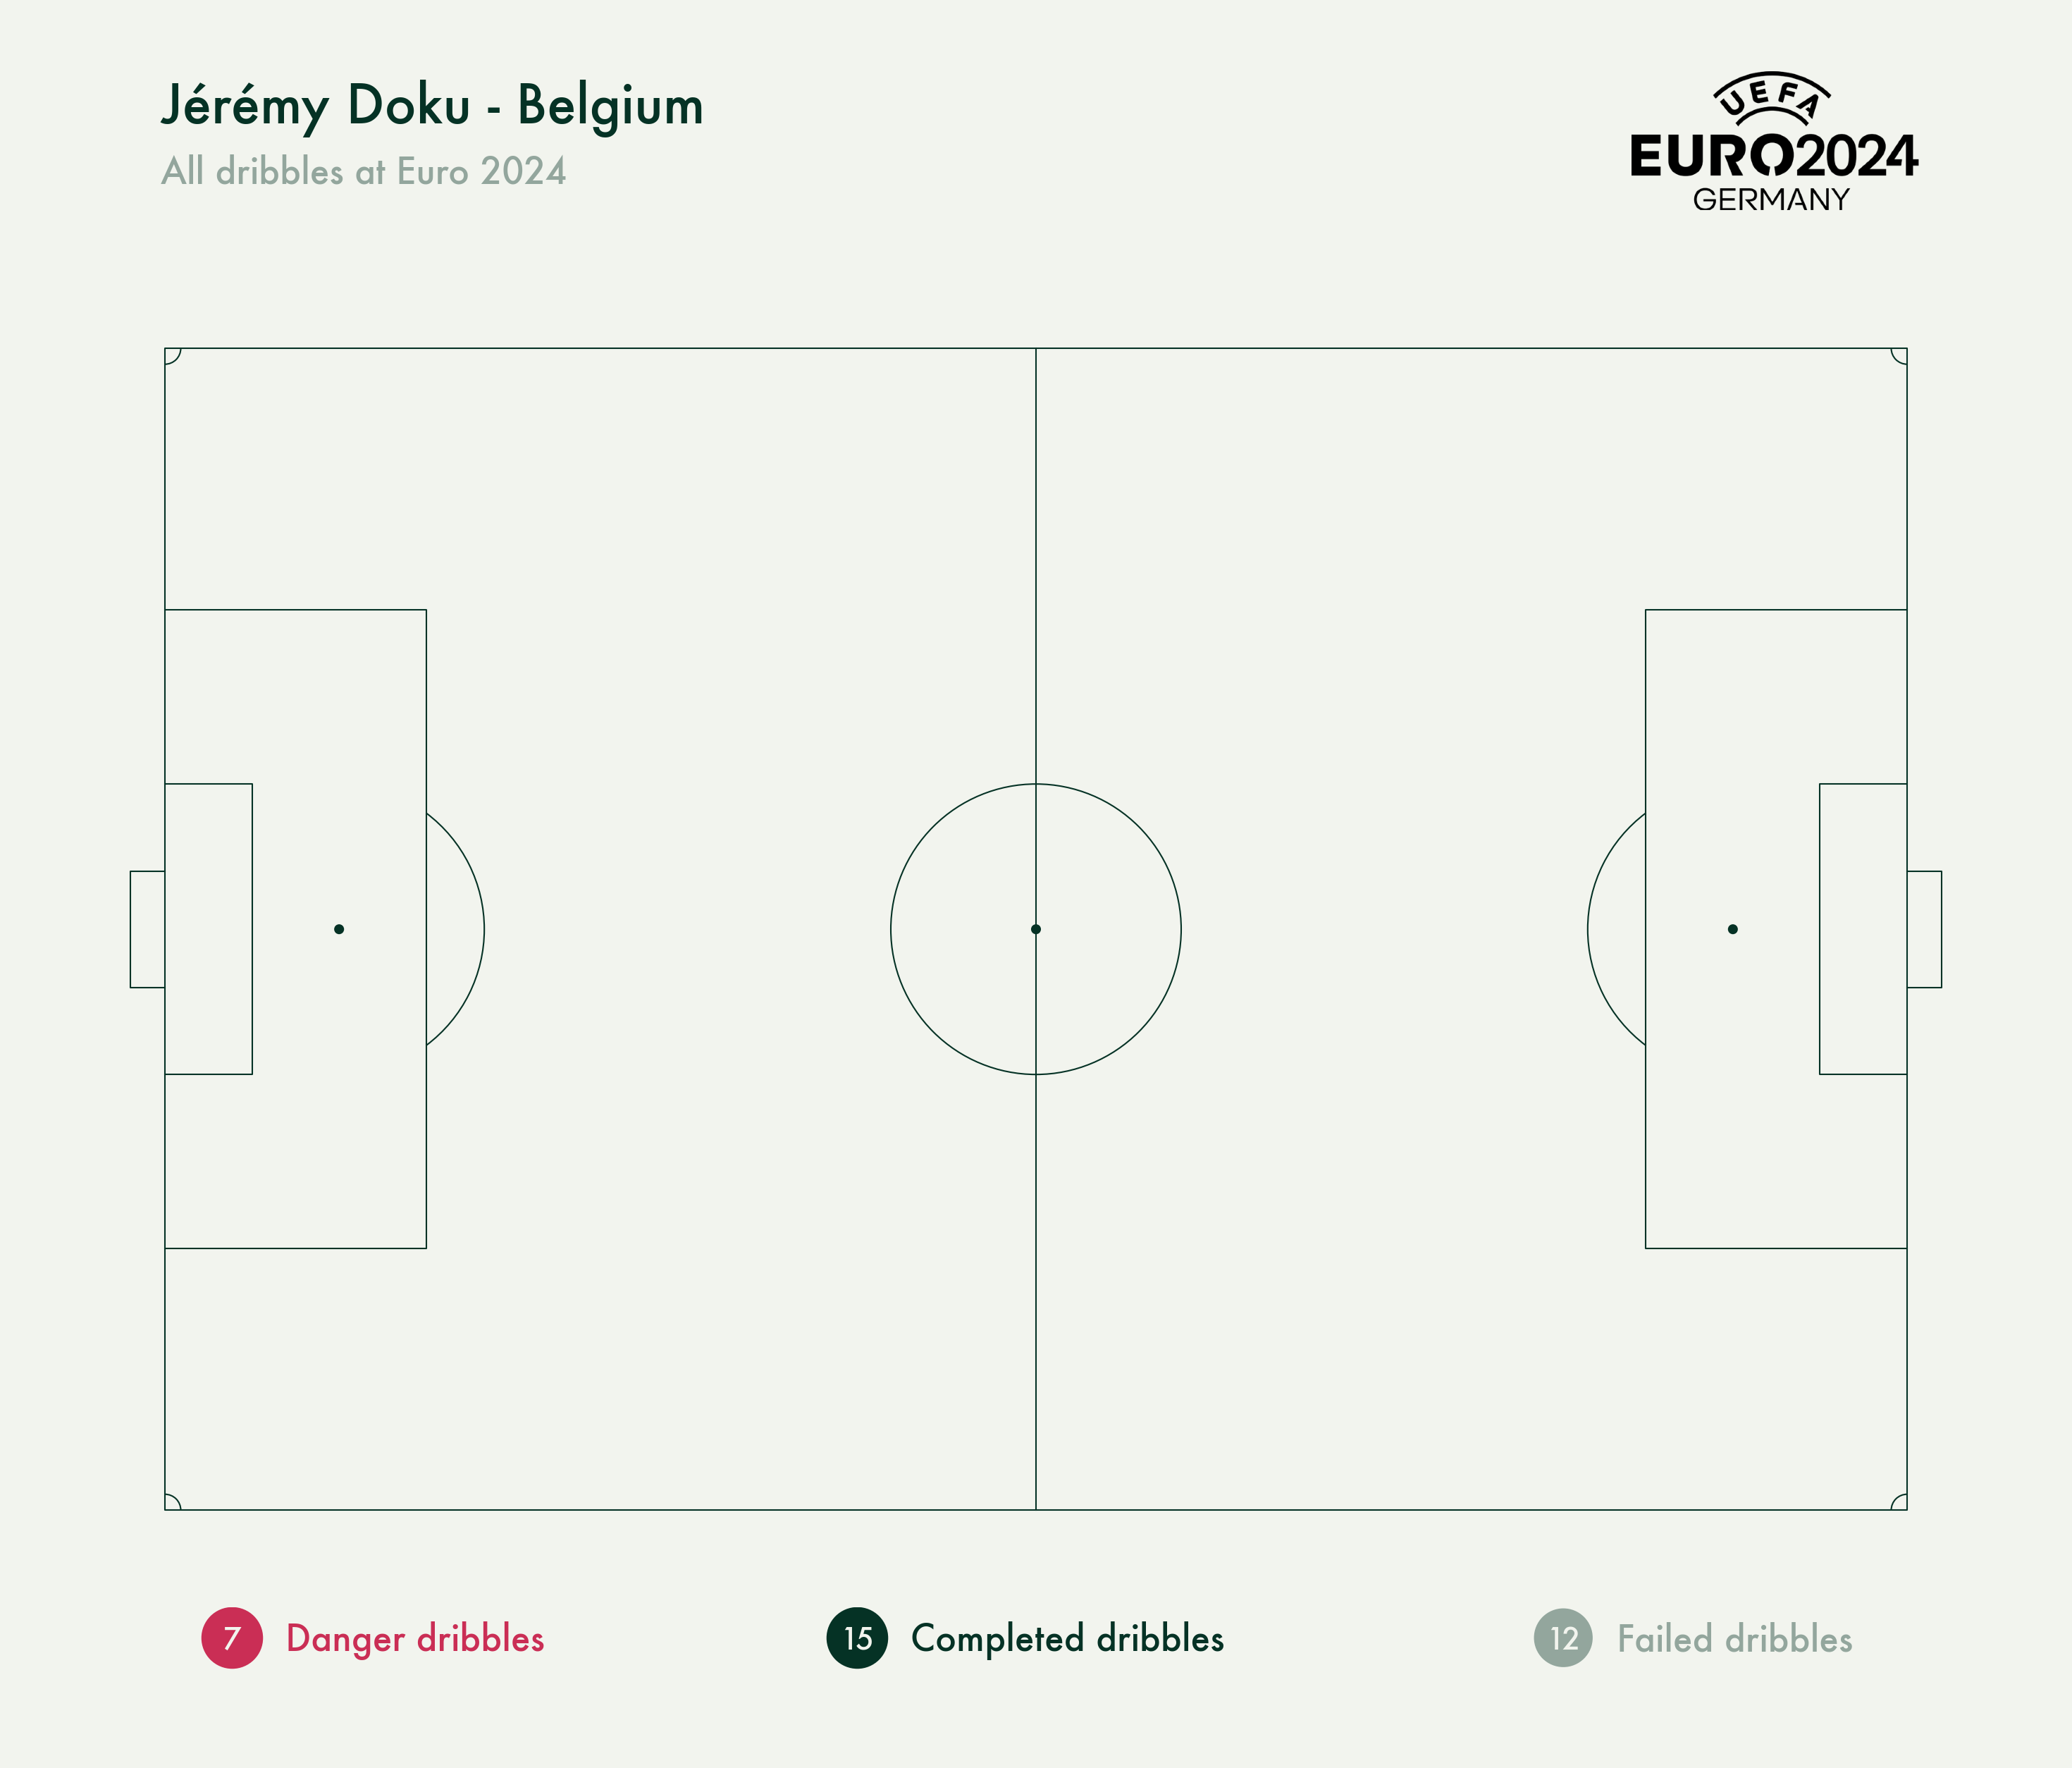 Jérémy Doku - Belgium
All dribbles at Euro 2024
UEFA
EURO2024
GERMANY
7 Danger dribbles
15 Completed dribbles
12 Failed dribbles